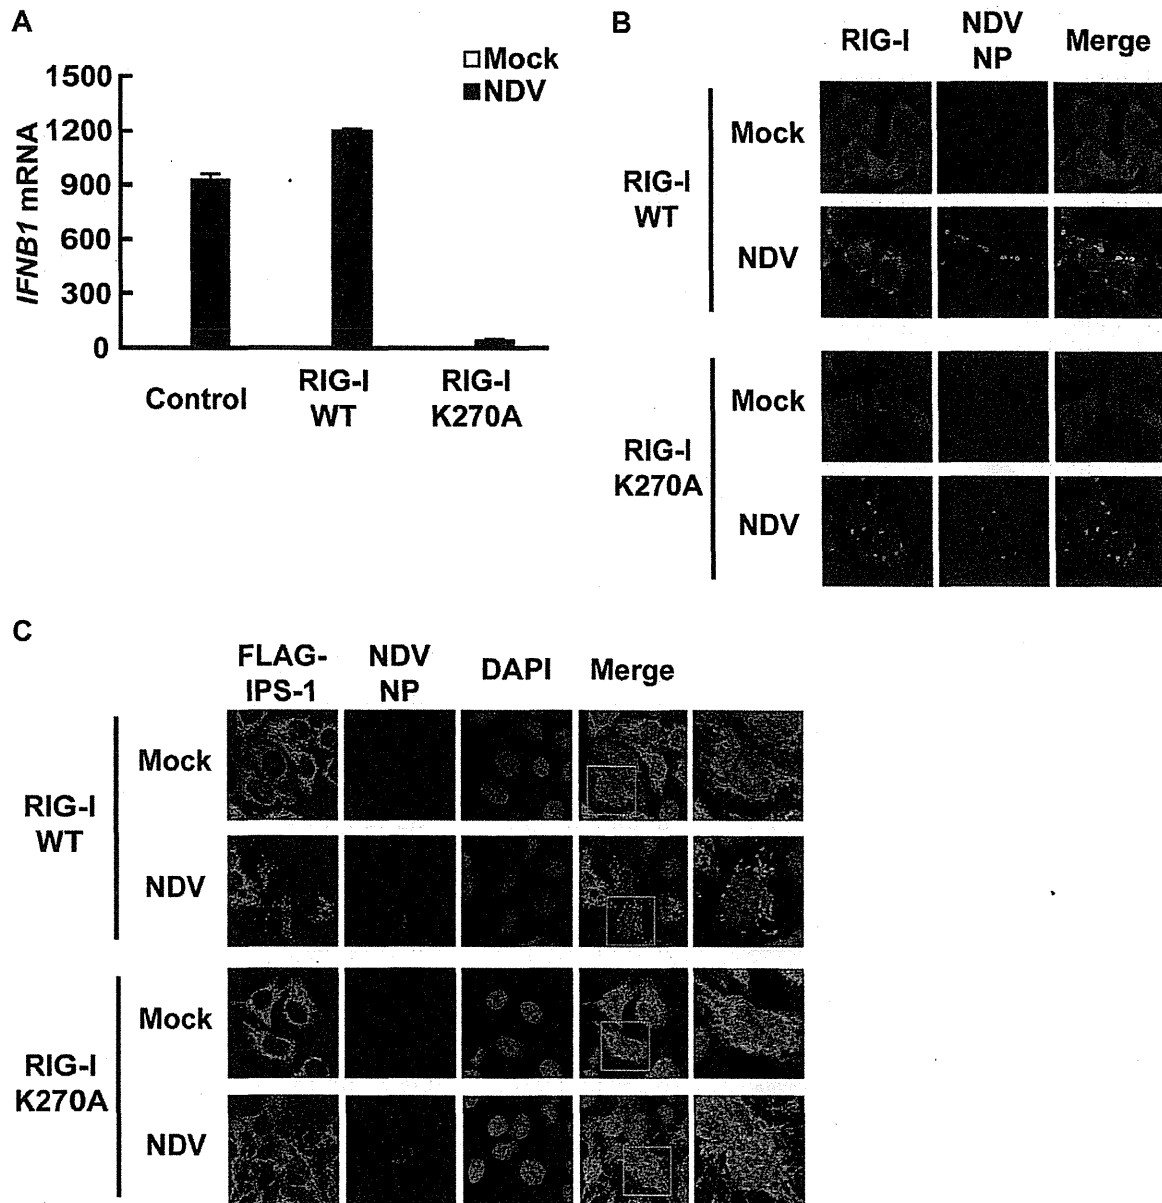 A
Mock
NDV
1500
1200
900
600
300
0
IFNB1 mRNA
Control
RIG-I
WT
RIG-I
K270A
B
RIG-I
NDV
NP
Merge
RIG-I
WT
Mock
NDV
RIG-I
K270A
Mock
NDV
C
FLAG-
IPS-1
NDV
NP
DAPI
Merge
RIG-I
WT
Mock
NDV
RIG-I
K270A
Mock
NDV